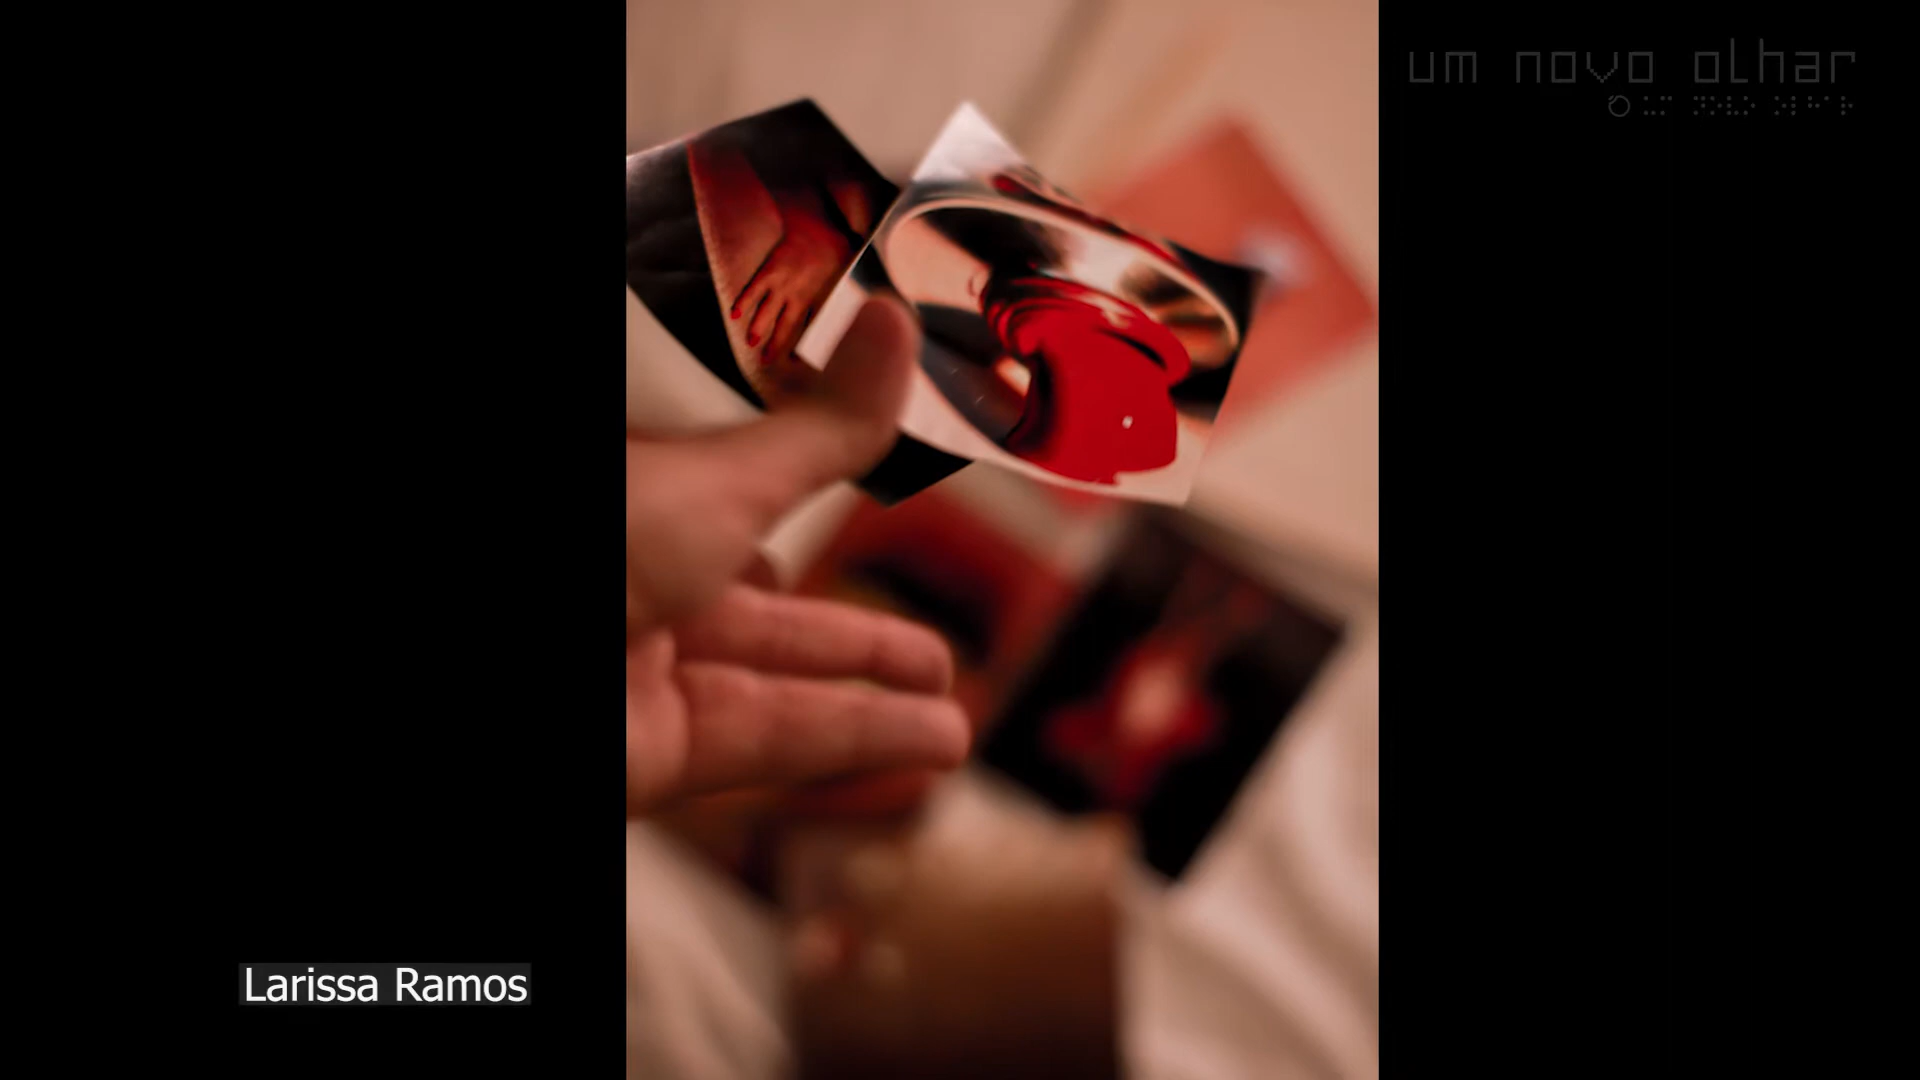 um novo olhar
⠥⠍ ⠝⠕⠧⠕ ⠕⠇⠓⠁⠗
Larissa Ramos